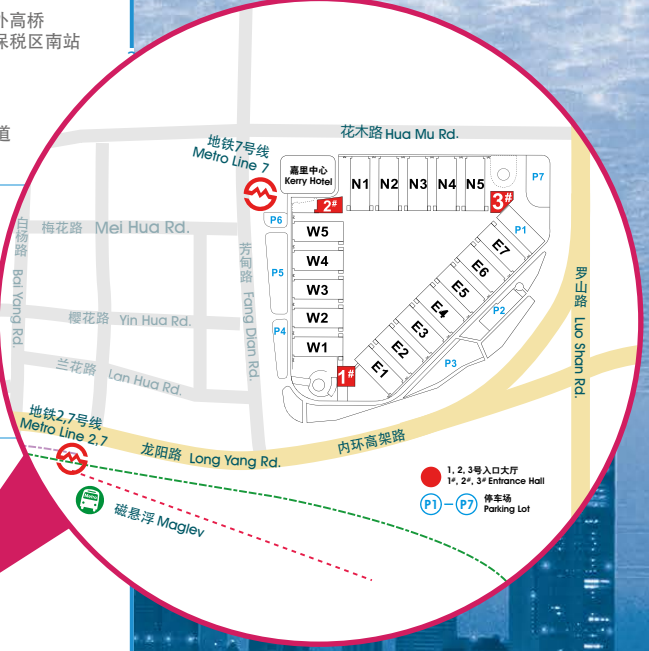 外高桥
保税区南站
道
花木路 Hua Mu Rd.
地铁7号线
Metro Line 7
嘉里中心
Kerry Hotel
N1 N2 N3 N4 N5
P7
2#
3#
P6
P1
梅花路 Mei Hua Rd.
白杨路 Bai Yang Rd.
W5
W4
W3
W2
W1
P5
P4
芳甸路 Fang Dian Rd.
E7
E6
E5
E4
E3
E2
E1
P2
P3
罗山路 Luo Shan Rd.
樱花路 Yin Hua Rd.
兰花路 Lan Hua Rd.
1#
地铁2,7号线
Metro Line 2.7
龙阳路 Long Yang Rd.
内环高架路
磁悬浮 Maglev
1, 2, 3号入口大厅
1#, 2#, 3# Entrance Hall
P1-P7 停车场
Parking Lot